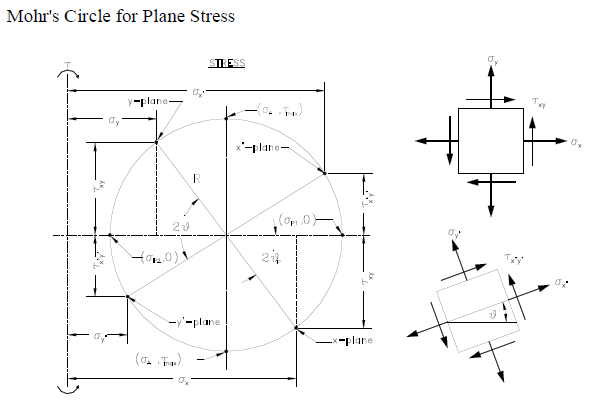 Mohr's Circle for Plane Stress
τ
STRESS
σx'
y-plane
(σA ,τmax)
σy
x'-plane
R
τxy
τx'y'
2ϑ
(σP1,0)
(σP2,0)
2ϑ
τx'y'
τxy
y'-plane
x-plane
σy'
(σA ,τmax)
σx
σy
τxy
σx
σy'
τx'y'
σx'
ϑ